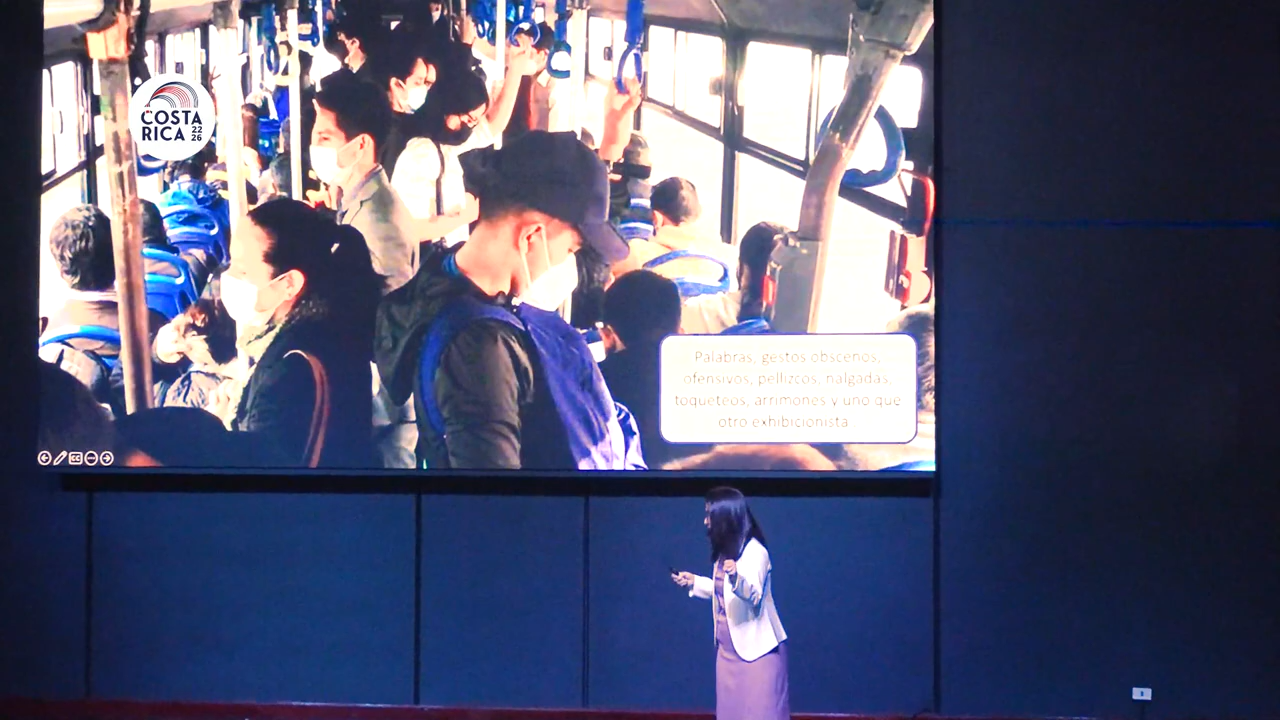 COSTA
RICA 22
26
Palabras, gestos obscenos,
ofensivos, pellizcos, nalgadas,
toqueteos, arrimones y uno que
otro exhibicionista